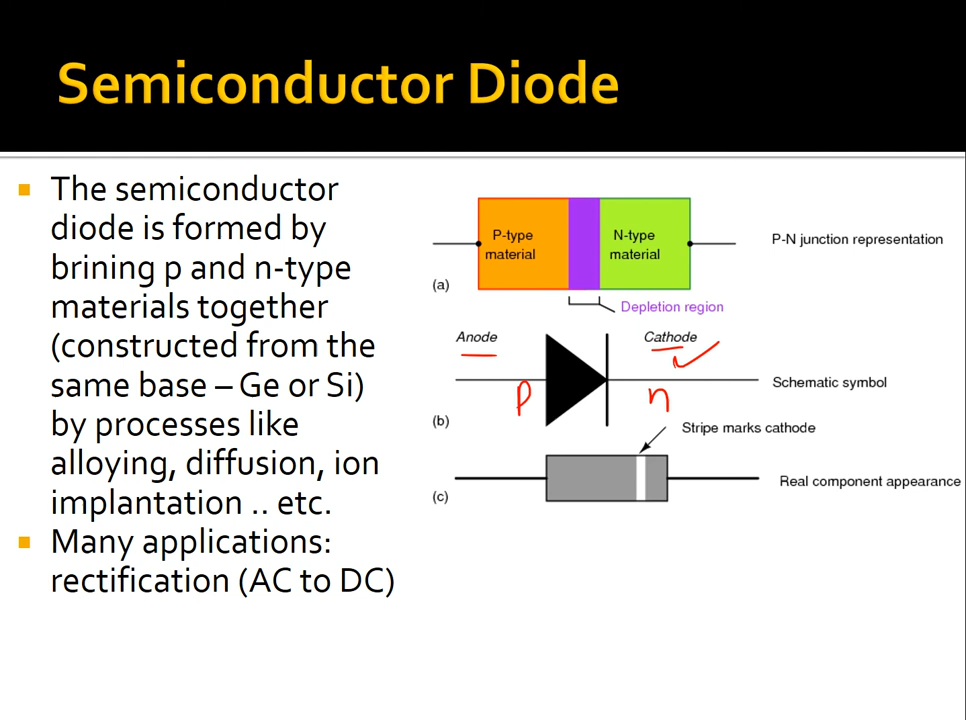 Semiconductor Diode
The semiconductor
diode is formed by
brining p and n-type
materials together
(constructed from the
same base – Ge or Si)
by processes like
alloying, diffusion, ion
implantation .. etc.
Many applications:
rectification (AC to DC)
P-type
material
N-type
material
P-N junction representation
(a)
Depletion region
Anode
Cathode
p
n
Schematic symbol
(b)
Stripe marks cathode
Real component appearance
(c)